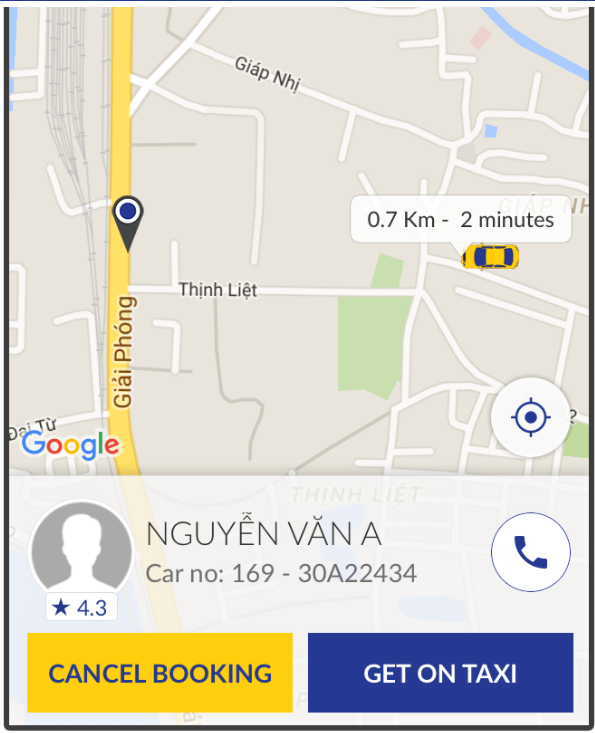 Giáp Nhị
GIÁP NH
0.7 Km - 2 minutes
Thịnh Liệt
Giải Phóng
Đại Từ
Google
THỊNH LIỆT
NGUYỄN VĂN A
Car no: 169 - 30A22434
★ 4.3
CANCEL BOOKING
GET ON TAXI